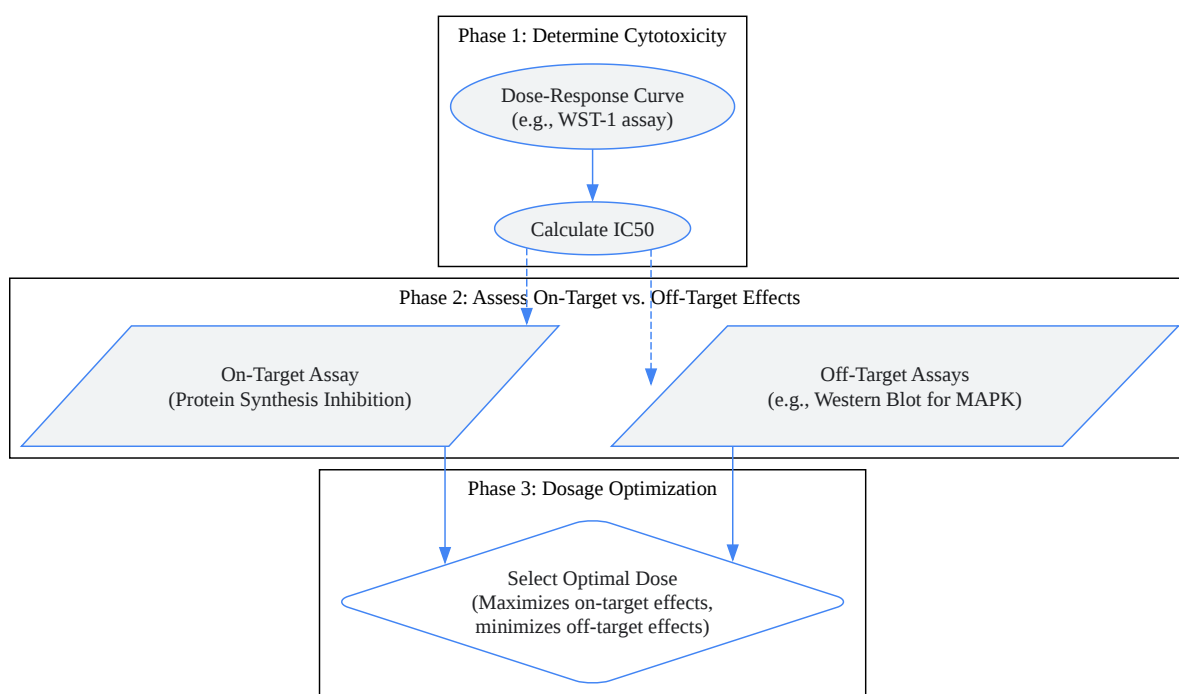 Phase 1: Determine Cytotoxicity
Dose-Response Curve
(e.g., WST-1 assay)
Calculate IC50
Phase 2: Assess On-Target vs. Off-Target Effects
On-Target Assay
(Protein Synthesis Inhibition)
Off-Target Assays
(e.g., Western Blot for MAPK)
Phase 3: Dosage Optimization
Select Optimal Dose
(Maximizes on-target effects,
minimizes off-target effects)